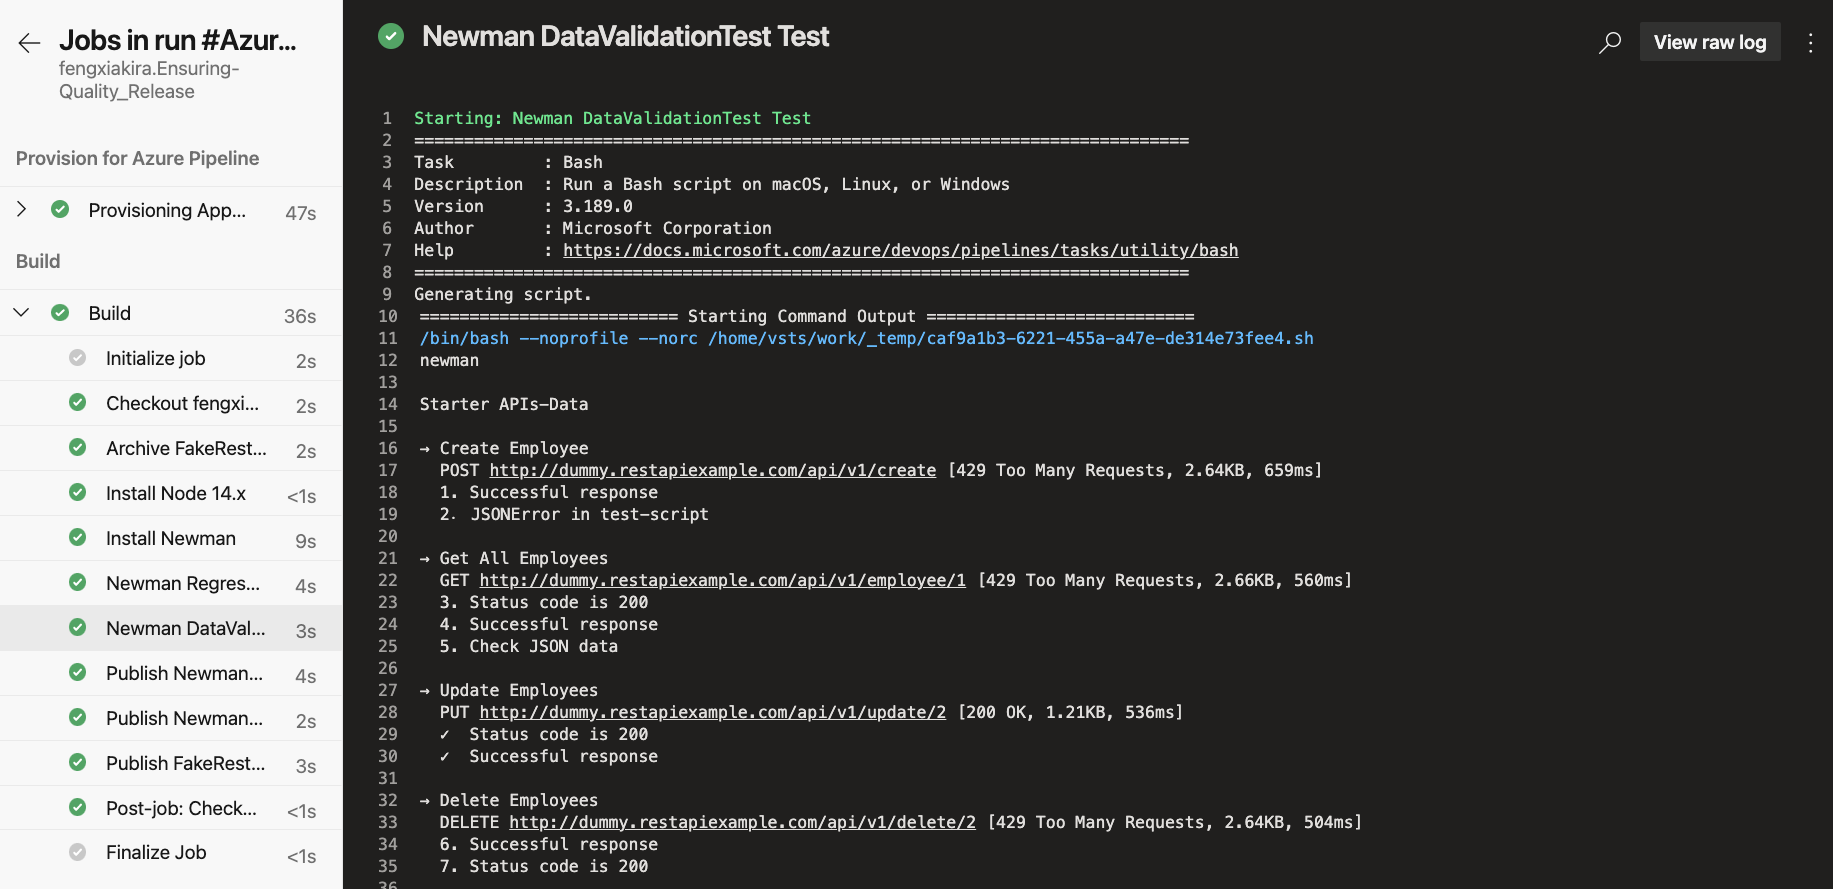 Jobs in run #Azur...
fengxiakira.Ensuring-
Quality_Release
Provision for Azure Pipeline
Provisioning App... 47s
Build
Build 36s
Initialize job 2s
Checkout fengxi... 2s
Archive FakeRest... 2s
Install Node 14.x <1s
Install Newman 9s
Newman Regres... 4s
Newman DataVal... 3s
Publish Newman... 4s
Publish Newman... 2s
Publish FakeRest... 3s
Post-job: Check... <1s
Finalize Job <1s
Newman DataValidationTest Test
View raw log
1 Starting: Newman DataValidationTest Test
2 ==============================================================================
3 Task         : Bash
4 Description  : Run a Bash script on macOS, Linux, or Windows
5 Version      : 3.189.0
6 Author       : Microsoft Corporation
7 Help         : https://docs.microsoft.com/azure/devops/pipelines/tasks/utility/bash
8 ==============================================================================
9 Generating script.
10 ========================== Starting Command Output ===========================
11 /bin/bash --noprofile --norc /home/vsts/work/_temp/caf9a1b3-6221-455a-a47e-de314e73fee4.sh
12 newman
13
14 Starter APIs-Data
15
16 → Create Employee
17 POST http://dummy.restapiexample.com/api/v1/create [429 Too Many Requests, 2.64KB, 659ms]
18 1. Successful response
19 2. JSONError in test-script
20
21 → Get All Employees
22 GET http://dummy.restapiexample.com/api/v1/employee/1 [429 Too Many Requests, 2.66KB, 560ms]
23 3. Status code is 200
24 4. Successful response
25 5. Check JSON data
26
27 → Update Employees
28 PUT http://dummy.restapiexample.com/api/v1/update/2 [200 OK, 1.21KB, 536ms]
29 ✓ Status code is 200
30 ✓ Successful response
31
32 → Delete Employees
33 DELETE http://dummy.restapiexample.com/api/v1/delete/2 [429 Too Many Requests, 2.64KB, 504ms]
34 6. Successful response
35 7. Status code is 200
36